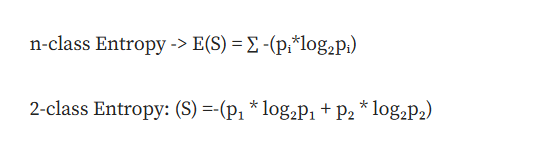 n-class Entropy -> E(S) = ∑ -(pᵢ*log₂pᵢ)
2-class Entropy: (S) =-(p₁ * log₂p₁ + p₂ * log₂p₂)